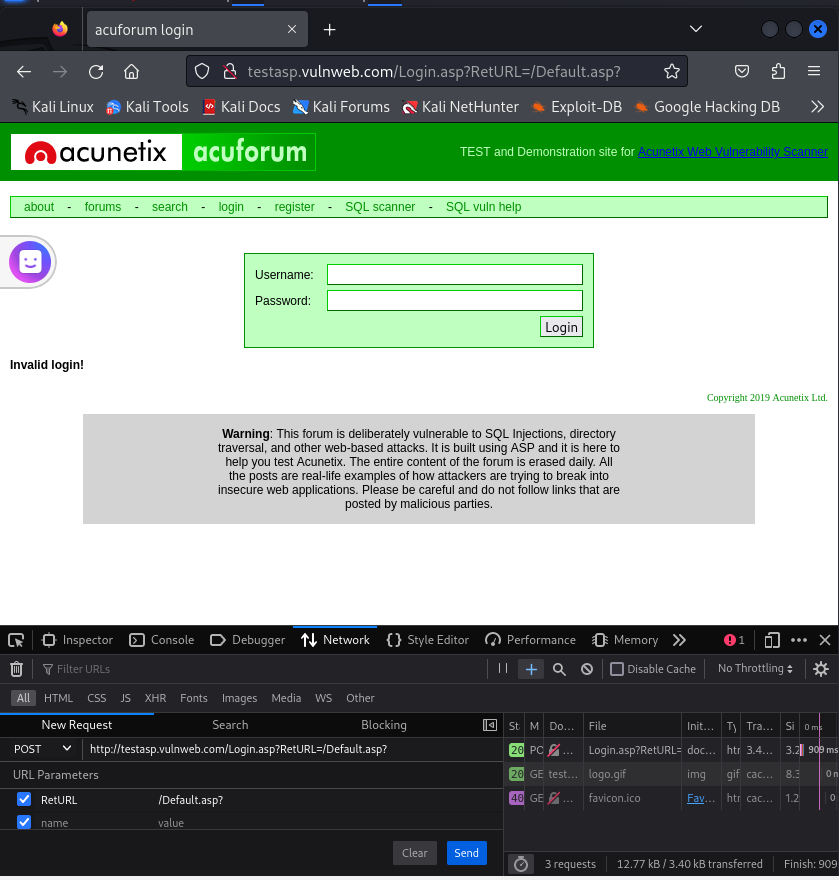 acuforum login
testasp.vulnweb.com/Login.asp?RetURL=/Default.asp?
Kali Linux Kali Tools Kali Docs Kali Forums Kali NetHunter Exploit-DB Google Hacking DB
acunetix acuforum
TEST and Demonstration site for Acunetix Web Vulnerability Scanner
about - forums - search - login - register - SQL scanner - SQL vuln help
Username:
Password:
Login
Invalid login!
Copyright 2019 Acunetix Ltd.
Warning: This forum is deliberately vulnerable to SQL Injections, directory
traversal, and other web-based attacks. It is built using ASP and it is here to
help you test Acunetix. The entire content of the forum is erased daily. All
the posts are real-life examples of how attackers are trying to break into
insecure web applications. Please be careful and do not follow links that are
posted by malicious parties.
Inspector Console Debugger Network Style Editor Performance Memory 1
Filter URLs Disable Cache No Throttling
All HTML CSS JS XHR Fonts Images Media WS Other
New Request Search Blocking
POST http://testasp.vulnweb.com/Login.asp?RetURL=/Default.asp?
URL Parameters
RetURL /Default.asp?
name value
Clear Send
St M Do... File Init... Ty Tra... Si 0 ms
20 PO ... Login.asp?RetURL= doc... htr 3.4... 3.2 909 ms
20 GE test... logo.gif img gif cac... 8.3 0 n
40 GE ... favicon.ico Fav... htr cac... 1.2 0
3 requests 12.77 kB / 3.40 kB transferred Finish: 909